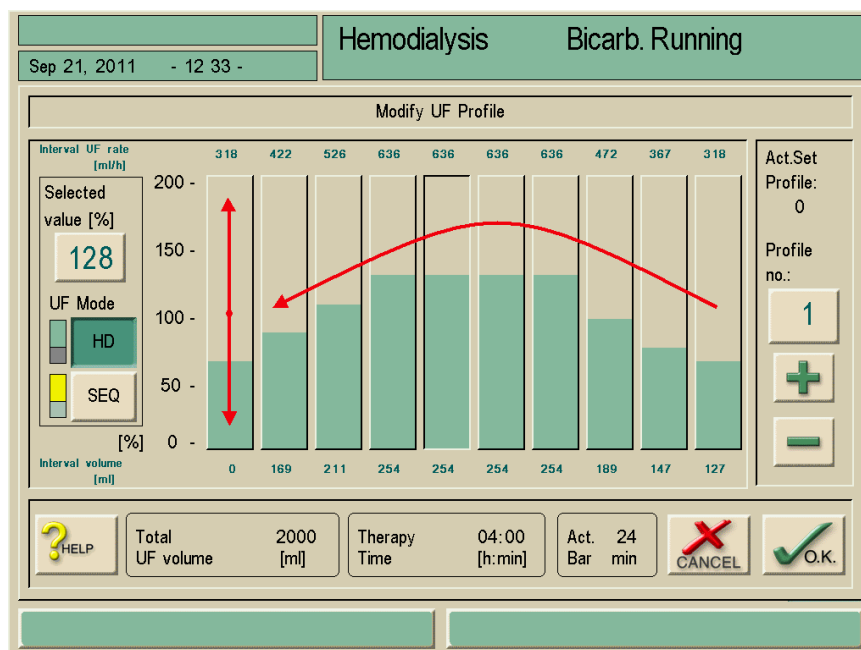 Hemodialysis Bicarb. Running
Sep 21, 2011 - 12 33 -
Modify UF Profile
Interval UF rate
[ml/h]
318 422 526 636 636 636 636 472 367 318
Selected
value [%]
128
UF Mode
HD
SEQ
200 -
150 -
100 -
50 -
[%] 0 -
Interval volume
[ml]
0 169 211 254 254 254 254 189 147 127
Act.Set
Profile:
0
Profile
no.:
1
?HELP
Total 2000
UF volume [ml]
Therapy 04:00
Time [h:min]
Act. 24
Bar min
CANCEL
O.K.